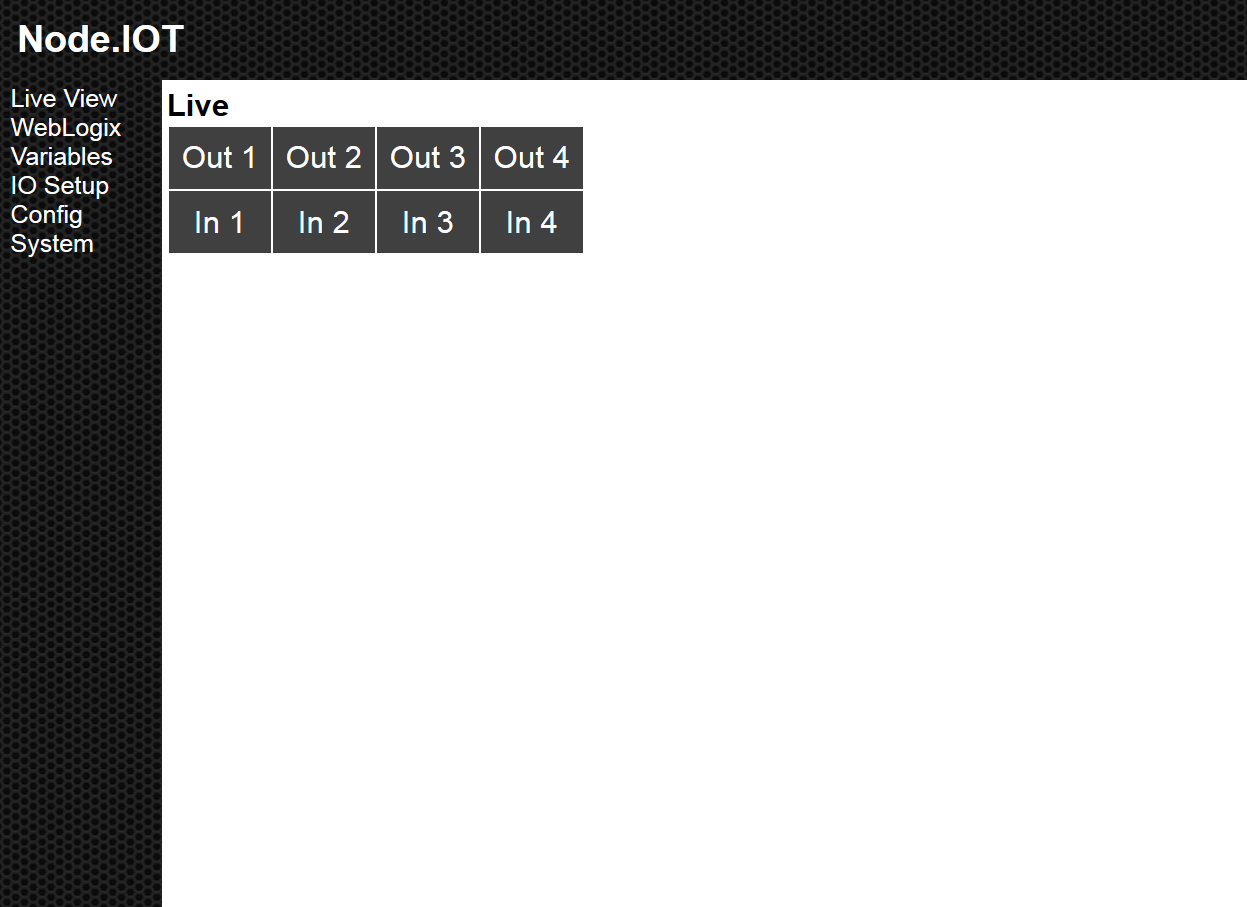 Node.IOT
Live View
WebLogix
Variables
IO Setup
Config
System
Live
Out 1 Out 2 Out 3 Out 4
In 1 In 2 In 3 In 4